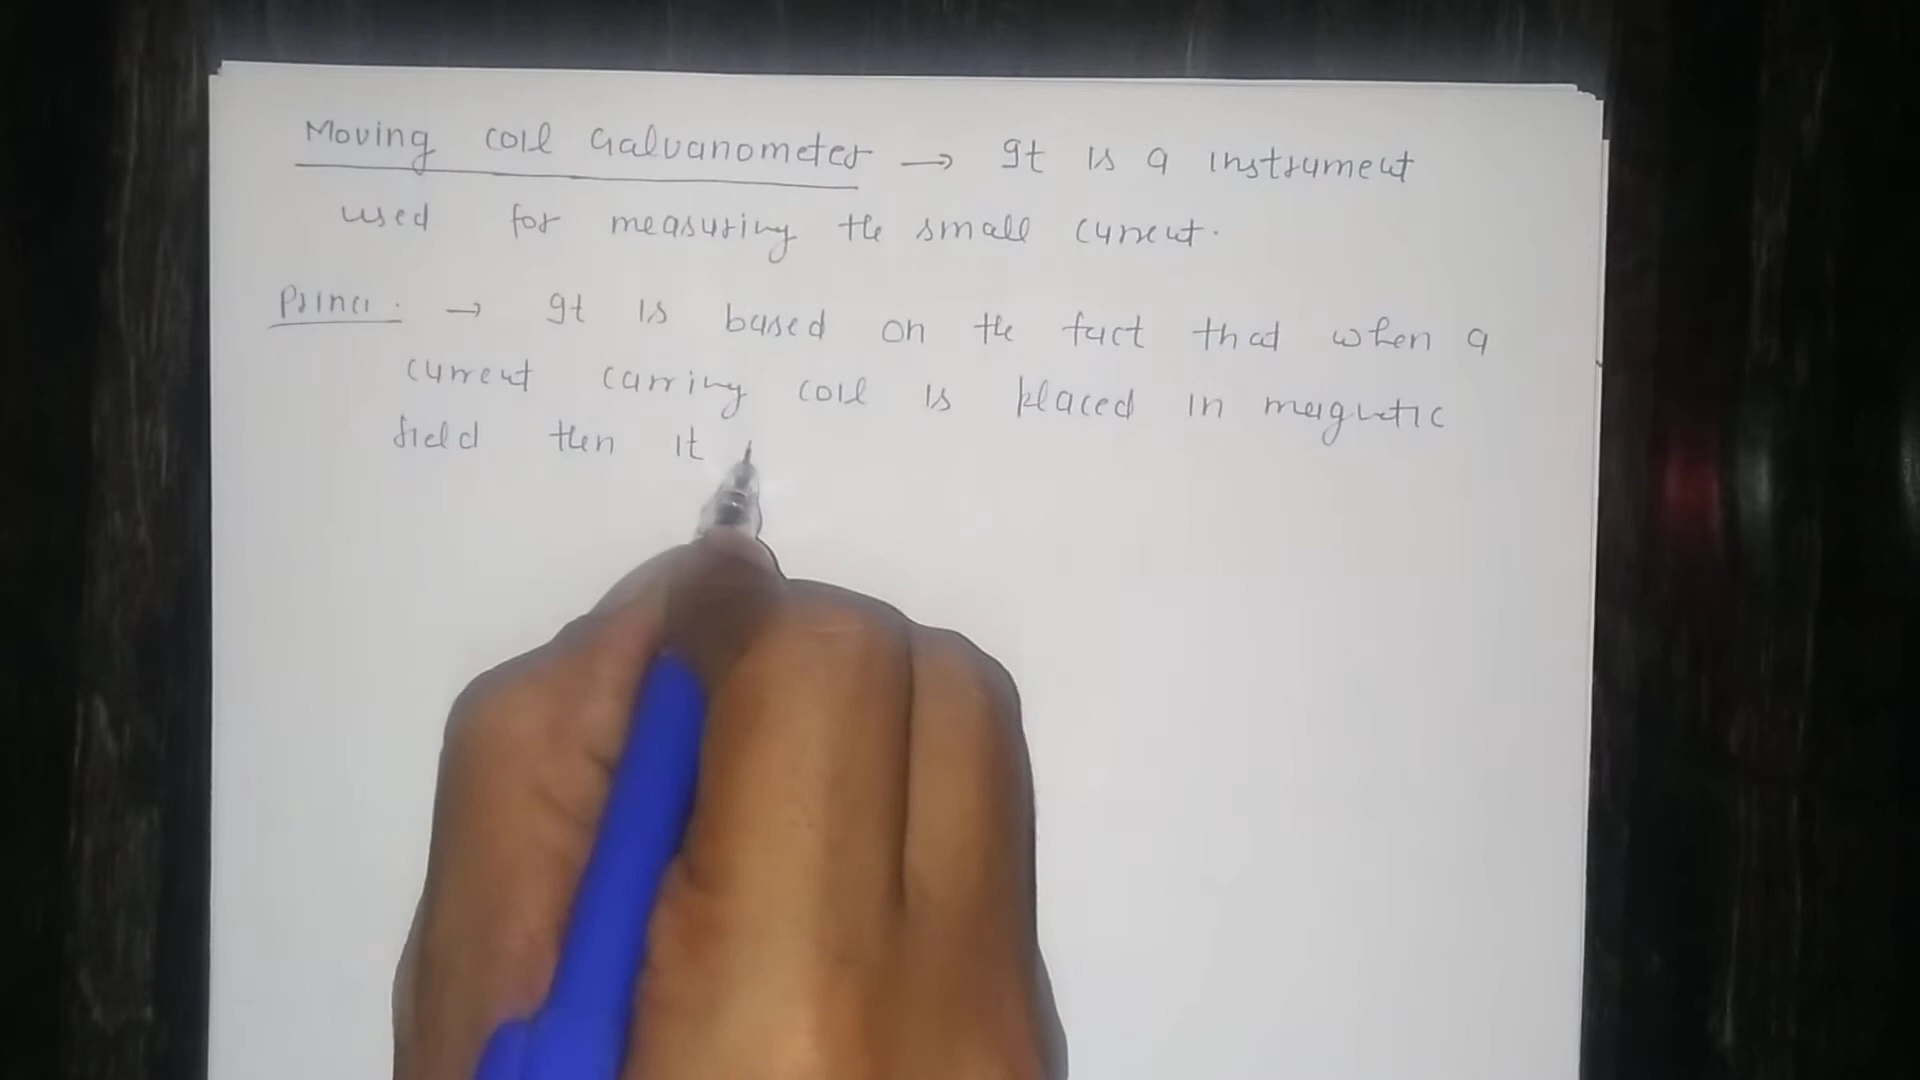 Moving coil Galvanometer → It is a instrument
used for measuring the small current.
Princi. → It is based on the fact that when a
current carring coil is placed in magnetic
field then it